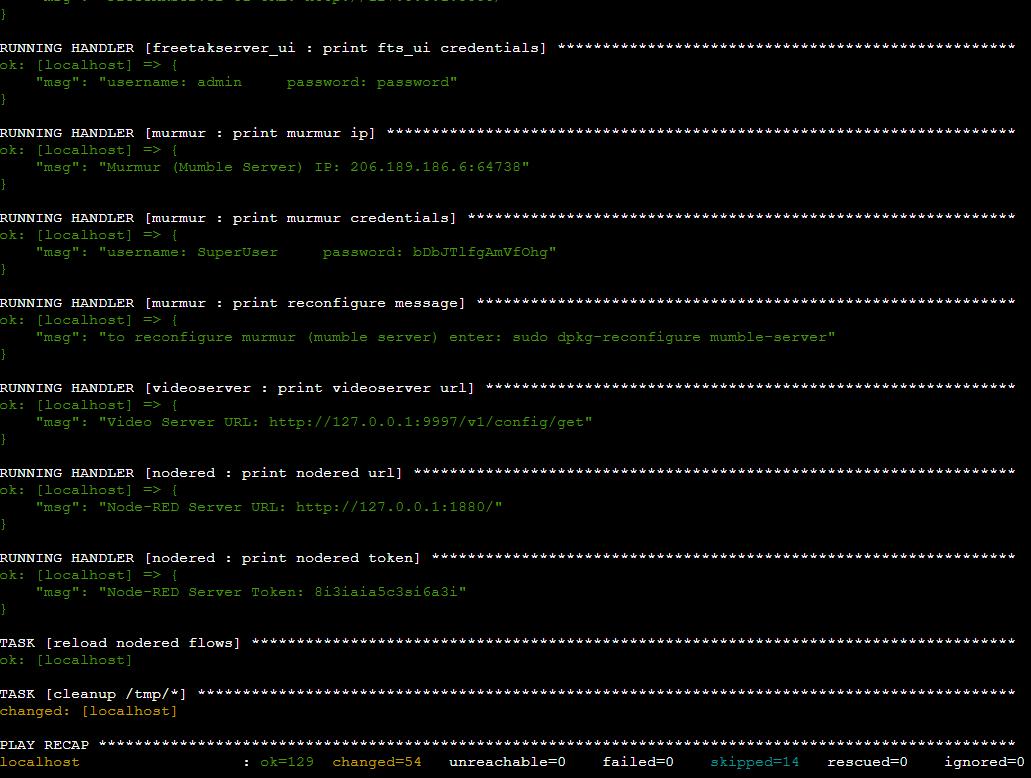 }
RUNNING HANDLER [freetakserver_ui : print fts_ui credentials] ***************************************************
ok: [localhost] => {
    "msg": "username: admin     password: password"
}
RUNNING HANDLER [murmur : print murmur ip] **********************************************************************
ok: [localhost] => {
    "msg": "Murmur (Mumble Server) IP: 206.189.186.6:64738"
}
RUNNING HANDLER [murmur : print murmur credentials] *************************************************************
ok: [localhost] => {
    "msg": "username: SuperUser     password: bDbJTlfgAmVfOhg"
}
RUNNING HANDLER [murmur : print reconfigure message] ************************************************************
ok: [localhost] => {
    "msg": "to reconfigure murmur (mumble server) enter: sudo dpkg-reconfigure mumble-server"
}
RUNNING HANDLER [videoserver : print videoserver url] ***********************************************************
ok: [localhost] => {
    "msg": "Video Server URL: http://127.0.0.1:9997/v1/config/get"
}
RUNNING HANDLER [nodered : print nodered url] *******************************************************************
ok: [localhost] => {
    "msg": "Node-RED Server URL: http://127.0.0.1:1880/"
}
RUNNING HANDLER [nodered : print nodered token] *****************************************************************
ok: [localhost] => {
    "msg": "Node-RED Server Token: 8i3iaia5c3si6a3i"
}
TASK [reload nodered flows] *************************************************************************************
ok: [localhost]
TASK [cleanup /tmp/*] *******************************************************************************************
changed: [localhost]
PLAY RECAP ******************************************************************************************************
localhost                  : ok=129  changed=54   unreachable=0    failed=0    skipped=14   rescued=0    ignored=0